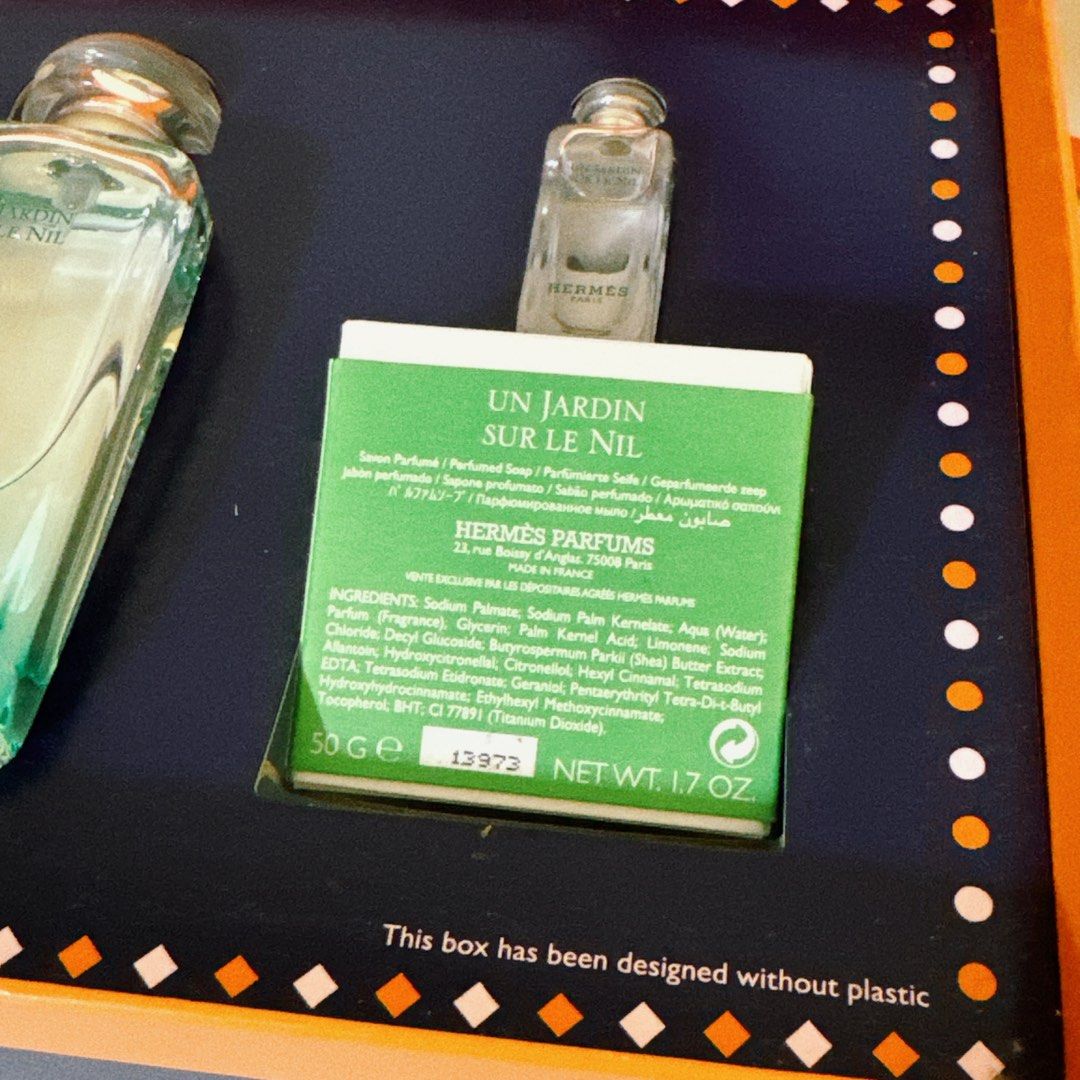 JARDIN
LE NIL
UN JARDIN
SUR LE NIL
HERMÈS
PARIS
UN JARDIN
SUR LE NIL
Savon Parfumé / Perfumed Soap / Parfümierte Seife / Geparfumeerde zeep
Jabón perfumado / Sapone profumato / Sabão perfumado / Αρωματικό σαπούνι
パルファムソープ / Парфюмированное мыло / صابون معطر
HERMÈS PARFUMS
23, rue Boissy d'Anglas. 75008 Paris
MADE IN FRANCE
VENTE EXCLUSIVE PAR LES DÉPOSITAIRES AGRÉÉS HERMÈS PARFUMS
INGREDIENTS: Sodium Palmate; Sodium Palm Kernelate, Aqua (Water);
Parfum (Fragrance), Glycerin; Palm Kernel Acid; Limonene; Sodium
Chloride; Decyl Glucoside; Butyrospermum Parkii (Shea) Butter Extract;
Allantoin; Hydroxycitronellal; Citronellol; Hexyl Cinnamal; Tetrasodium
EDTA; Tetrasodium Etidronate; Geraniol; Pentaerythrityl Tetra-Di-t-Butyl
Hydroxyhydrocinnamate; Ethylhexyl Methoxycinnamate;
Tocopherol; BHT; CI 77891 (Titanium Dioxide).
50 G e 13973 NET WT. 1.7 OZ.
This box has been designed without plastic